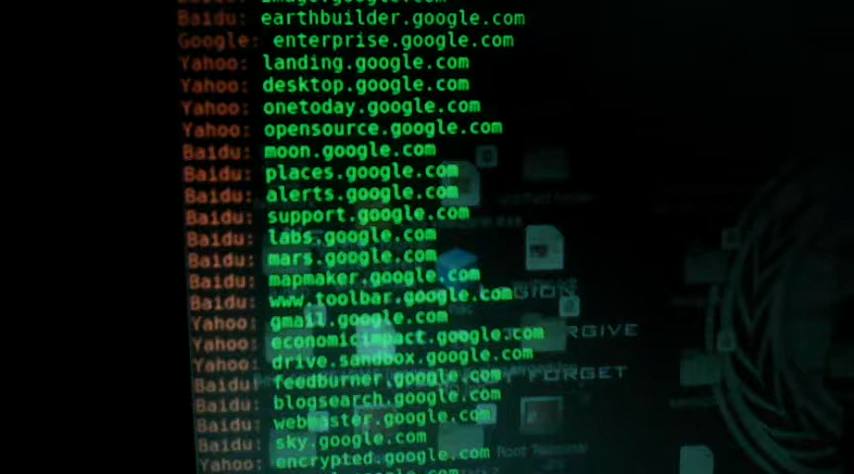 Baidu: earthbuilder.google.com
Google: enterprise.google.com
Yahoo: landing.google.com
Yahoo: desktop.google.com
Yahoo: onetoday.google.com
Yahoo: opensource.google.com
Baidu: moon.google.com
Baidu: places.google.com
Baidu: alerts.google.com
Baidu: support.google.com
Baidu: labs.google.com
Baidu: mars.google.com
Baidu: mapmaker.google.com
Baidu: www.toolbar.google.com
Yahoo: gmail.google.com
Yahoo: economicimpact.google.com
Yahoo: drive.sandbox.google.com
Baidu: feedburner.google.com
Baidu: blogsearch.google.com
Baidu: webmaster.google.com
Baidu: sky.google.com
Yahoo: encrypted.google.com
FORGET
Root Terminal